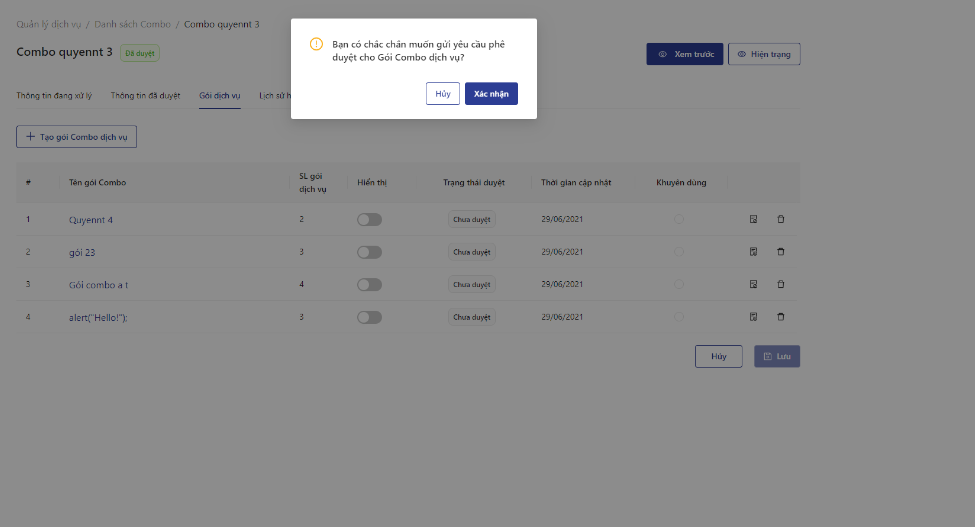 Quản lý dịch vụ / Danh sách Combo / Combo quyennt 3
Combo quyennt 3 Đã duyệt
Bạn có chắc chắn muốn gửi yêu cầu phê
duyệt cho Gói Combo dịch vụ?
Hủy Xác nhận
Xem trước Hiện trạng
Thông tin đang xử lý Thông tin đã duyệt Gói dịch vụ Lịch sử
Tạo gói Combo dịch vụ
# Tên gói Combo SL gói dịch vụ Hiển thị Trạng thái duyệt Thời gian cập nhật Khuyên dùng
1 Quyennt 4 2 Chưa duyệt 29/06/2021
2 gói 23 3 Chưa duyệt 29/06/2021
3 Gói combo a t 4 Chưa duyệt 29/06/2021
4 alert("Hello!"); 3 Chưa duyệt 29/06/2021
Hủy Lưu